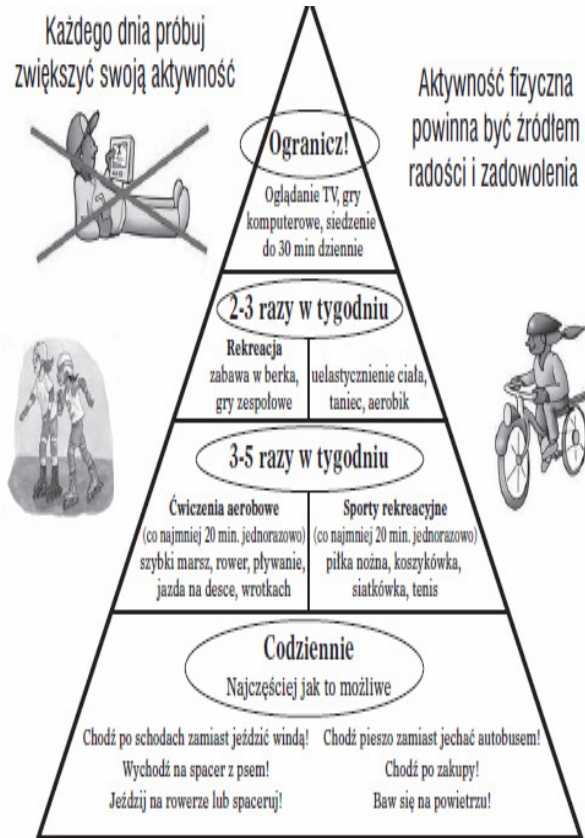 Każdego dnia próbuj
zwiększyć swoją aktywność
Aktywność fizyczna
powinna być źródłem
radości i zadowolenia
Ogranicz!
Oglądanie TV, gry
komputerowe, siedzenie
do 30 min dziennie
2-3 razy w tygodniu
Rekreacja
zabawa w berka,
gry zespołowe
uelastycznienie ciała,
taniec, aerobik
3-5 razy w tygodniu
Ćwiczenia aerobowe
(co najmniej 20 min. jednorazowo)
szybki marsz, rower, pływanie,
jazda na desce, wrotkach
Sporty rekreacyjne
(co najmniej 20 min. jednorazowo)
piłka nożna, koszykówka,
siatkówka, tenis
Codziennie
Najczęściej jak to możliwe
Chodź po schodach zamiast jeździć windą!
Wychodź na spacer z psem!
Jeździj na rowerze lub spaceruj!
Chodź pieszo zamiast jechać autobusem!
Chodź po zakupy!
Baw się na powietrzu!